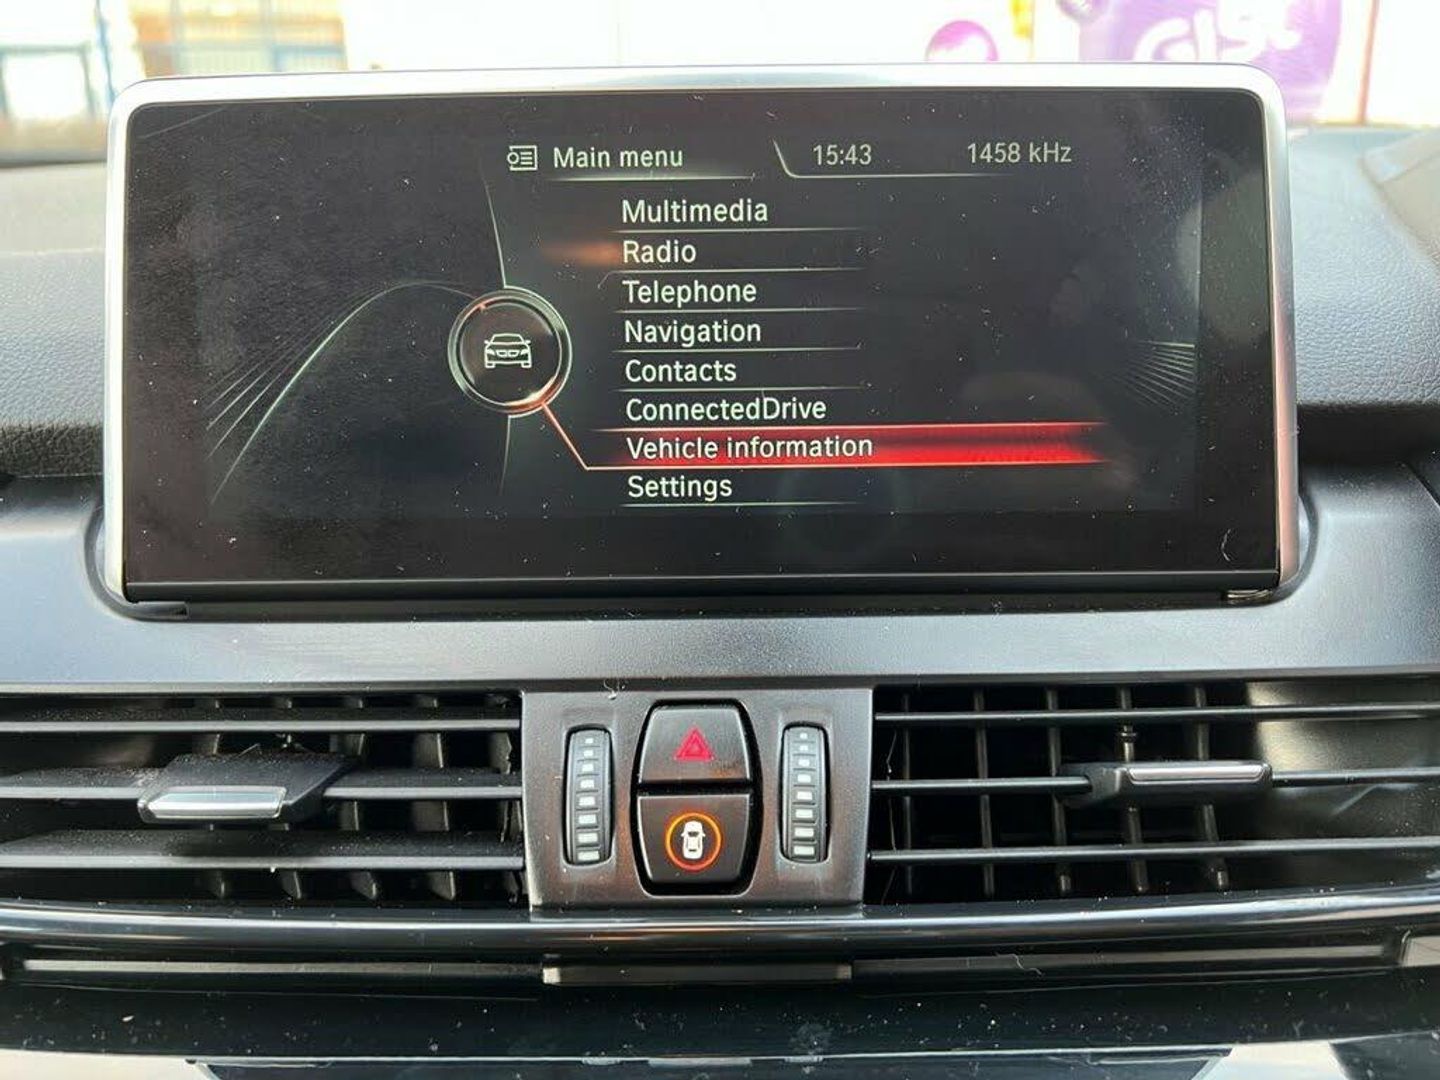 Main menu 15:43 1458 kHz
Multimedia
Radio
Telephone
Navigation
Contacts
ConnectedDrive
Vehicle information
Settings